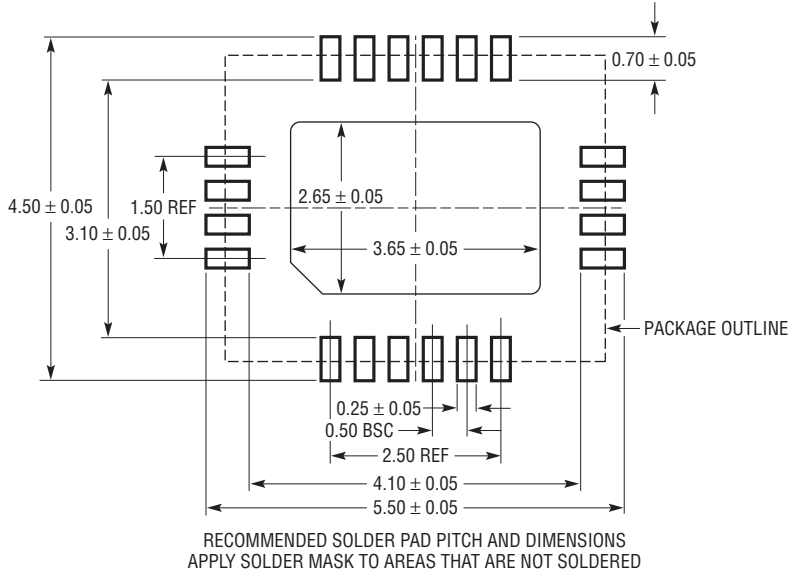 0.70 ± 0.05
4.50 ± 0.05
1.50 REF
2.65 ± 0.05
3.10 ± 0.05
3.65 ± 0.05
PACKAGE OUTLINE
0.25 ± 0.05
0.50 BSC
2.50 REF
4.10 ± 0.05
5.50 ± 0.05
RECOMMENDED SOLDER PAD PITCH AND DIMENSIONS
APPLY SOLDER MASK TO AREAS THAT ARE NOT SOLDERED